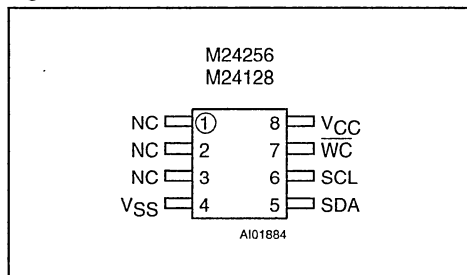 M24256
M24128
NC 1 8 VCC
NC 2 7 WC
NC 3 6 SCL
VSS 4 5 SDA
AI01884